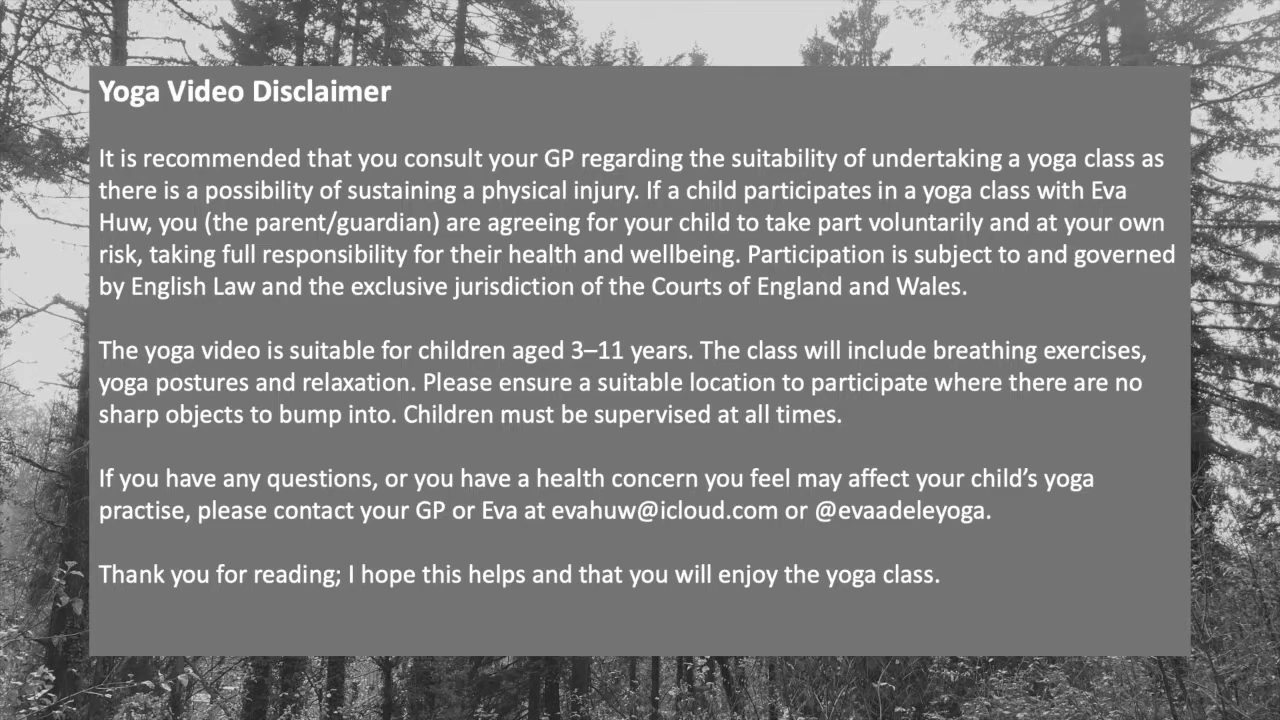 Yoga Video Disclaimer
It is recommended that you consult your GP regarding the suitability of undertaking a yoga class as
there is a possibility of sustaining a physical injury. If a child participates in a yoga class with Eva
Huw, you (the parent/guardian) are agreeing for your child to take part voluntarily and at your own
risk, taking full responsibility for their health and wellbeing. Participation is subject to and governed
by English Law and the exclusive jurisdiction of the Courts of England and Wales.
The yoga video is suitable for children aged 3–11 years. The class will include breathing exercises,
yoga postures and relaxation. Please ensure a suitable location to participate where there are no
sharp objects to bump into. Children must be supervised at all times.
If you have any questions, or you have a health concern you feel may affect your child’s yoga
practise, please contact your GP or Eva at evahuw@icloud.com or @evaadeleyoga.
Thank you for reading; I hope this helps and that you will enjoy the yoga class.